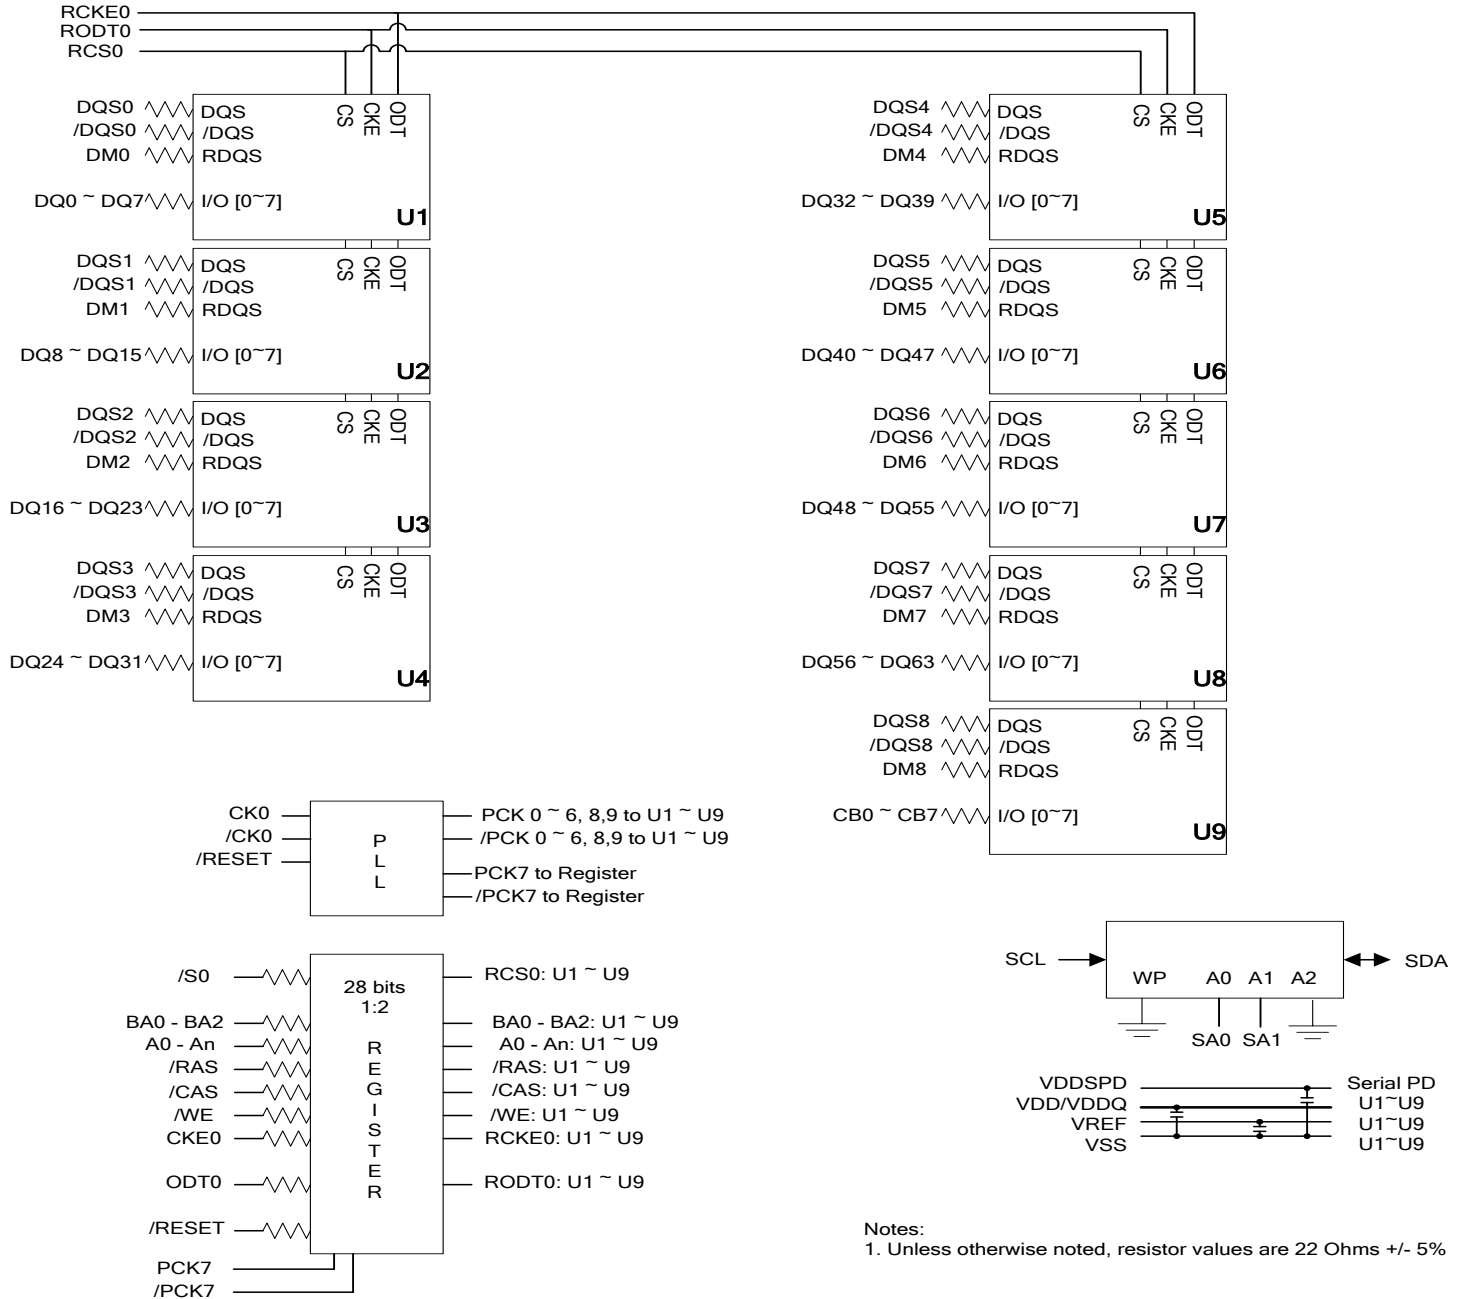 RCKE0
RODT0
RCS0
DQS0 DQS
/DQS0 /DQS
DM0 RDQS
DQ0 ~ DQ7 I/O [0~7]
CS CKE ODT
U1
DQS1 DQS
/DQS1 /DQS
DM1 RDQS
DQ8 ~ DQ15 I/O [0~7]
CS CKE ODT
U2
DQS2 DQS
/DQS2 /DQS
DM2 RDQS
DQ16 ~ DQ23 I/O [0~7]
CS CKE ODT
U3
DQS3 DQS
/DQS3 /DQS
DM3 RDQS
DQ24 ~ DQ31 I/O [0~7]
CS CKE ODT
U4
DQS4 DQS
/DQS4 /DQS
DM4 RDQS
DQ32 ~ DQ39 I/O [0~7]
CS CKE ODT
U5
DQS5 DQS
/DQS5 /DQS
DM5 RDQS
DQ40 ~ DQ47 I/O [0~7]
CS CKE ODT
U6
DQS6 DQS
/DQS6 /DQS
DM6 RDQS
DQ48 ~ DQ55 I/O [0~7]
CS CKE ODT
U7
DQS7 DQS
/DQS7 /DQS
DM7 RDQS
DQ56 ~ DQ63 I/O [0~7]
CS CKE ODT
U8
DQS8 DQS
/DQS8 /DQS
DM8 RDQS
CB0 ~ CB7 I/O [0~7]
CS CKE ODT
U9
CK0
/CK0
/RESET
PLL
PCK 0 ~ 6, 8,9 to U1 ~ U9
/PCK 0 ~ 6, 8,9 to U1 ~ U9
PCK7 to Register
/PCK7 to Register
/S0
BA0 - BA2
A0 - An
/RAS
/CAS
/WE
CKE0
ODT0
/RESET
PCK7
/PCK7
28 bits
1:2
REGISTER
RCS0: U1 ~ U9
BA0 - BA2: U1 ~ U9
A0 - An: U1 ~ U9
/RAS: U1 ~ U9
/CAS: U1 ~ U9
/WE: U1 ~ U9
RCKE0: U1 ~ U9
RODT0: U1 ~ U9
SCL
SDA
WP A0 A1 A2
SA0 SA1
VDDSPD Serial PD
VDD/VDDQ U1~U9
VREF U1~U9
VSS U1~U9
Notes:
1. Unless otherwise noted, resistor values are 22 Ohms +/- 5%